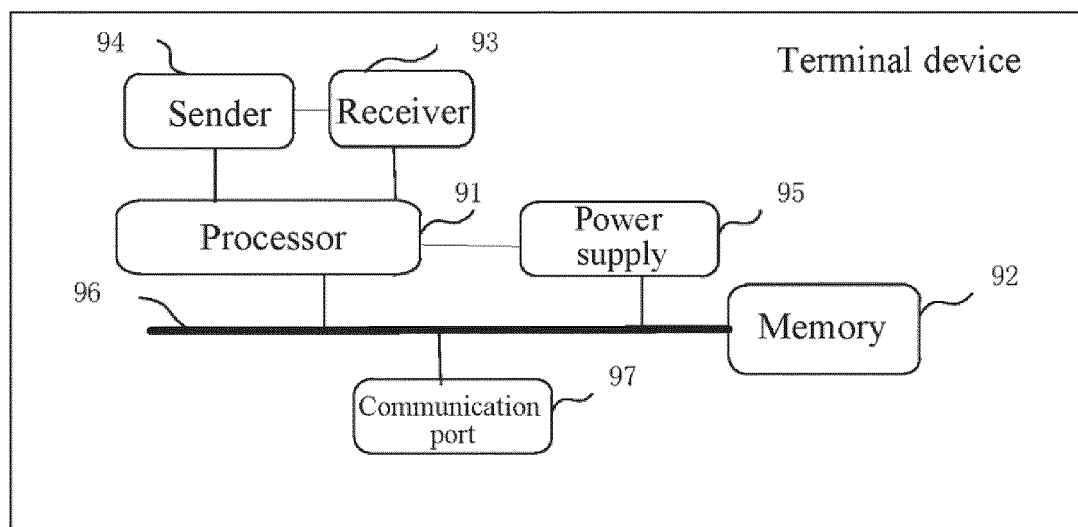 94
93
Terminal device
Sender
Receiver
91
95
Processor
Power
supply
96
92
Memory
97
Communication
port